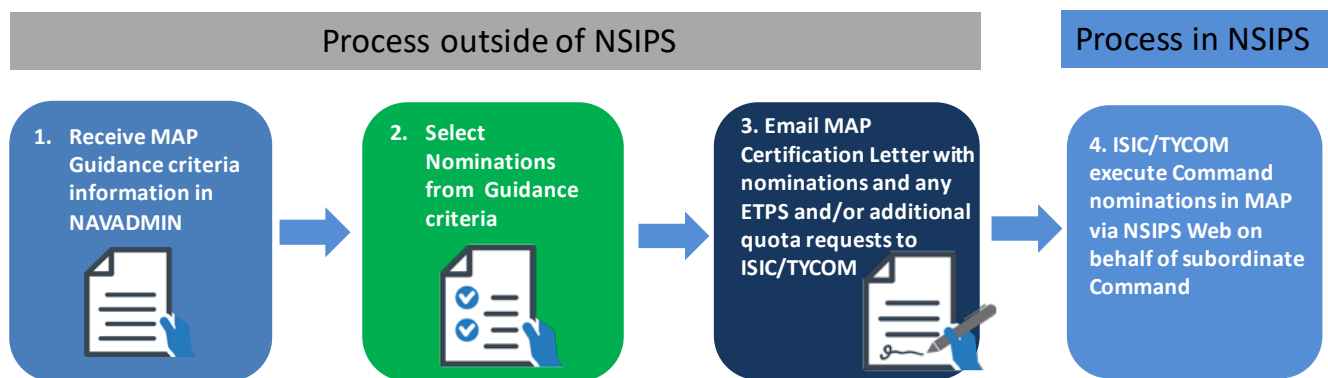 Process outside of NSIPS
Process in NSIPS
1. Receive MAP
Guidance criteria
information in
NAVADMIN
2. Select
Nominations
from Guidance
criteria
3. Email MAP
Certification Letter with
nominations and any
ETPS and/or additional
quota requests to
ISIC/TYCOM
4. ISIC/TYCOM
execute Command
nominations in MAP
via NSIPS Web on
behalf of subordinate
Command